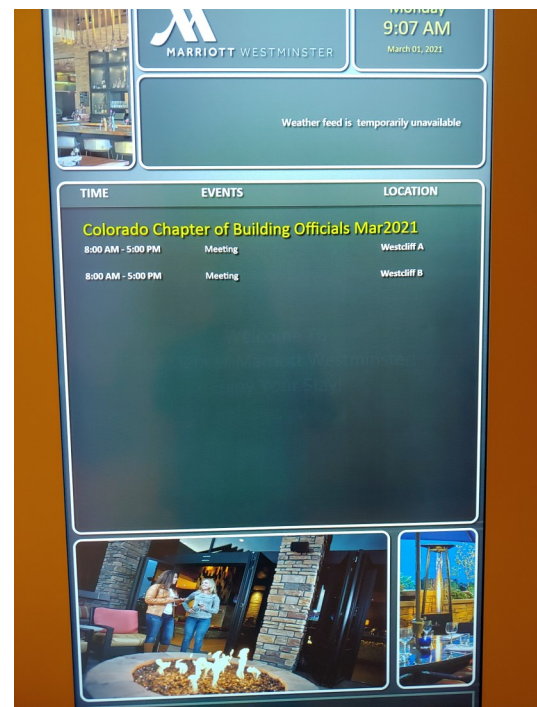 MARRIOTT WESTMINSTER
Monday
9:07 AM
March 01, 2021
Weather feed is temporarily unavailable
TIME EVENTS LOCATION
Colorado Chapter of Building Officials Mar2021
8:00 AM - 5:00 PM Meeting Westcliff A
8:00 AM - 5:00 PM Meeting Westcliff B